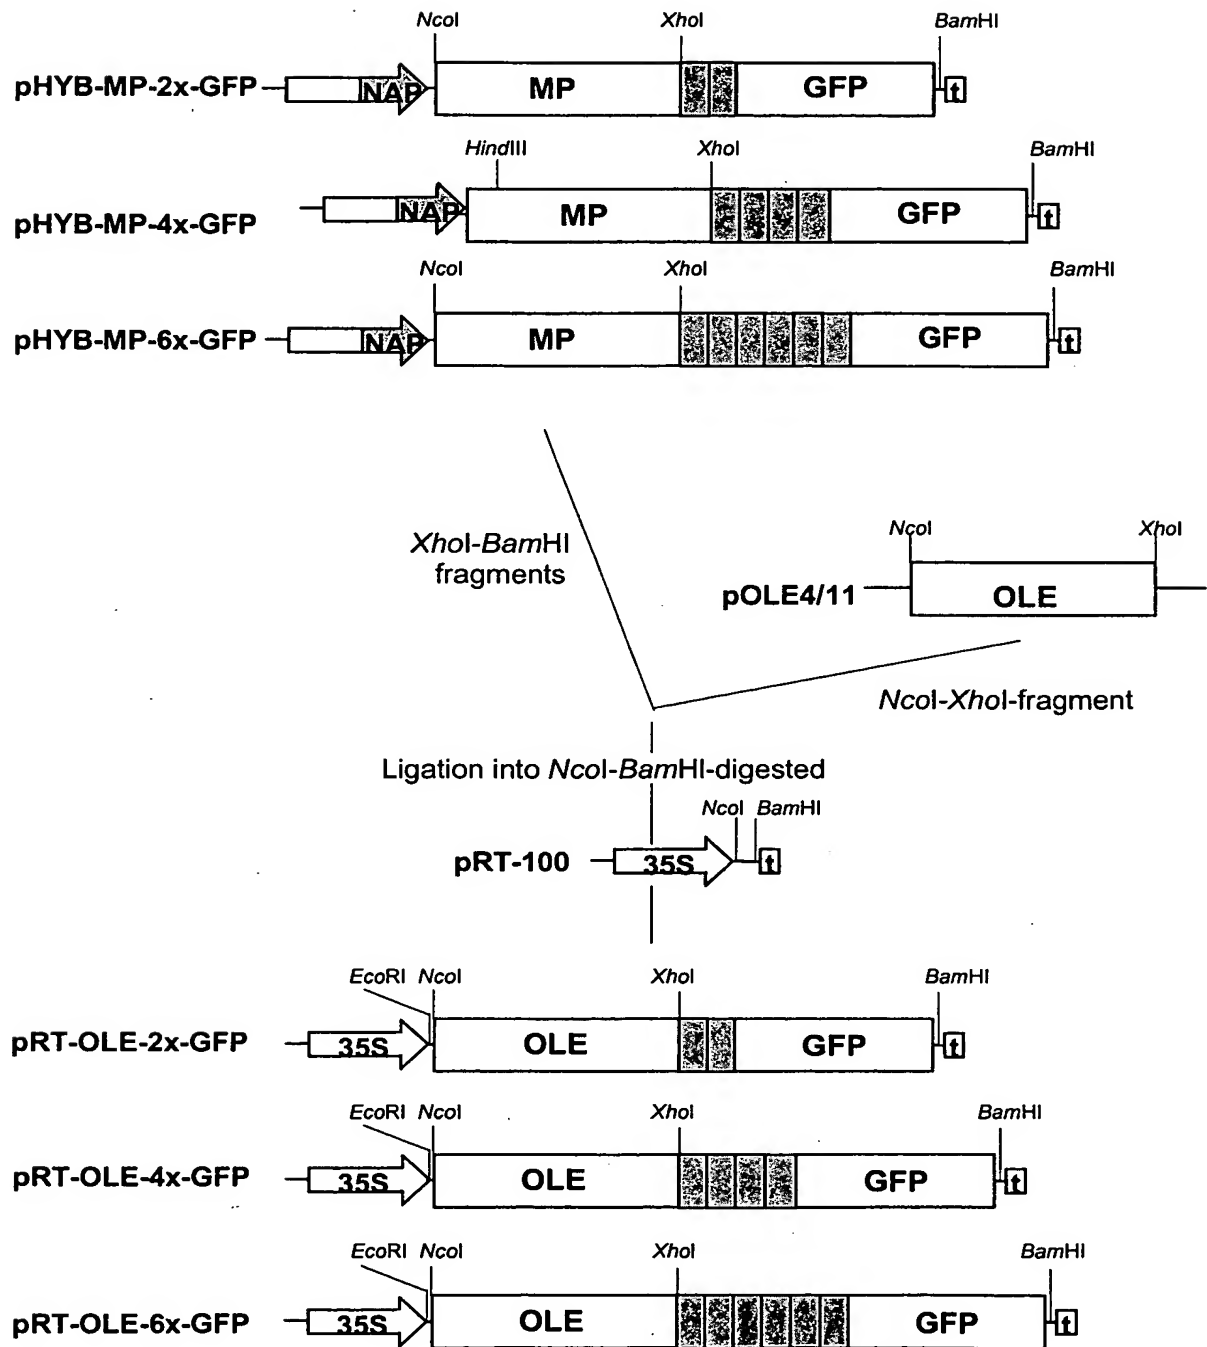 NcoI XhoI BamHI
pHYB-MP-2x-GFP NAP MP GFP t
HindIII XhoI BamHI
pHYB-MP-4x-GFP NAP MP GFP t
NcoI XhoI BamHI
pHYB-MP-6x-GFP NAP MP GFP t
XhoI-BamHI
fragments
NcoI XhoI
pOLE4/11 OLE
NcoI-XhoI-fragment
Ligation into NcoI-BamHI-digested
NcoI BamHI
pRT-100 35S t
EcoRI NcoI XhoI BamHI
pRT-OLE-2x-GFP 35S OLE GFP t
EcoRI NcoI XhoI BamHI
pRT-OLE-4x-GFP 35S OLE GFP t
EcoRI NcoI XhoI BamHI
pRT-OLE-6x-GFP 35S OLE GFP t